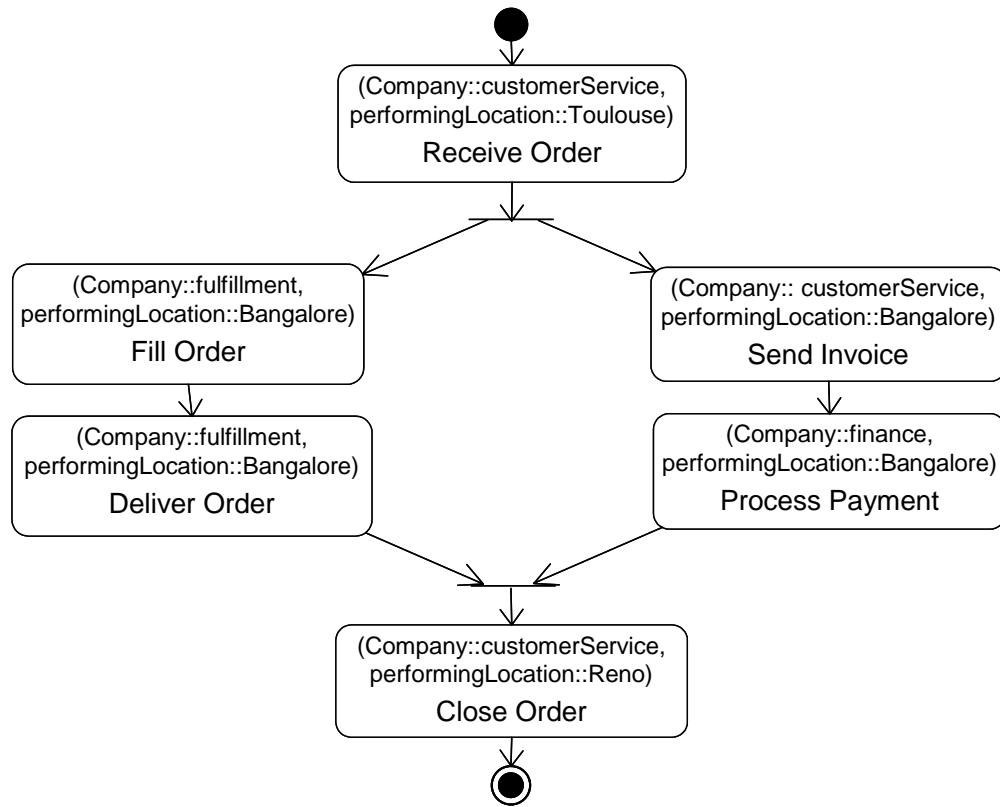 (Company::customerService,
performingLocation::Toulouse)
Receive Order
(Company::fulfillment,
performingLocation::Bangalore)
Fill Order
(Company:: customerService,
performingLocation::Bangalore)
Send Invoice
(Company::fulfillment,
performingLocation::Bangalore)
Deliver Order
(Company::finance,
performingLocation::Bangalore)
Process Payment
(Company::customerService,
performingLocation::Reno)
Close Order